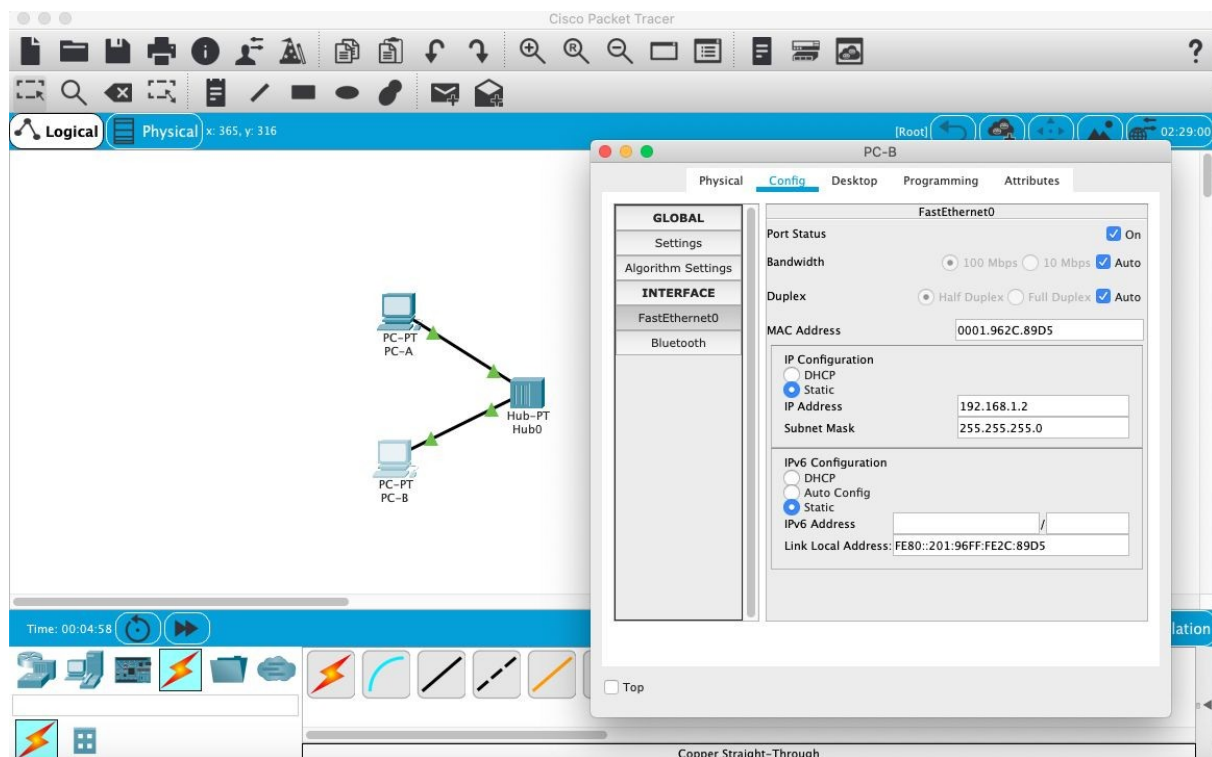 Cisco Packet Tracer
i
R
?
Logical
Physical
x: 365, y: 316
[Root]
02:29:00
PC-B
Physical Config Desktop Programming Attributes
GLOBAL
Settings
Algorithm Settings
INTERFACE
FastEthernet0
Bluetooth
FastEthernet0
Port Status On
Bandwidth 100 Mbps 10 Mbps Auto
Duplex Half Duplex Full Duplex Auto
MAC Address 0001.962C.89D5
IP Configuration
DHCP
Static
IP Address 192.168.1.2
Subnet Mask 255.255.255.0
IPv6 Configuration
DHCP
Auto Config
Static
IPv6 Address /
Link Local Address: FE80::201:96FF:FE2C:89D5
Top
PC-PT
PC-A
Hub-PT
Hub0
PC-PT
PC-B
Time: 00:04:58
lation
Copper Straight-Through